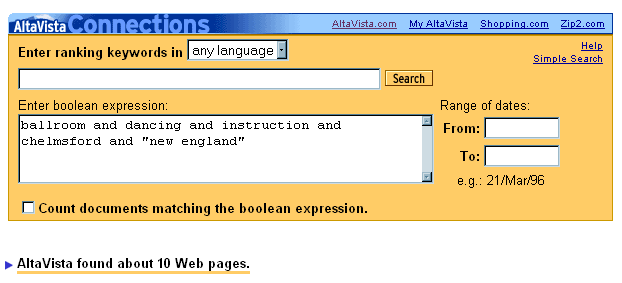 AltaVista Connections AltaVista.com My AltaVista Shopping.com Zip2.com
Enter ranking keywords in any language Help
Simple Search
Search
Enter boolean expression: Range of dates:
ballroom and dancing and instruction and From:
chelmsford and "new england"
To:
e.g.: 21/Mar/96
Count documents matching the boolean expression.
AltaVista found about 10 Web pages.